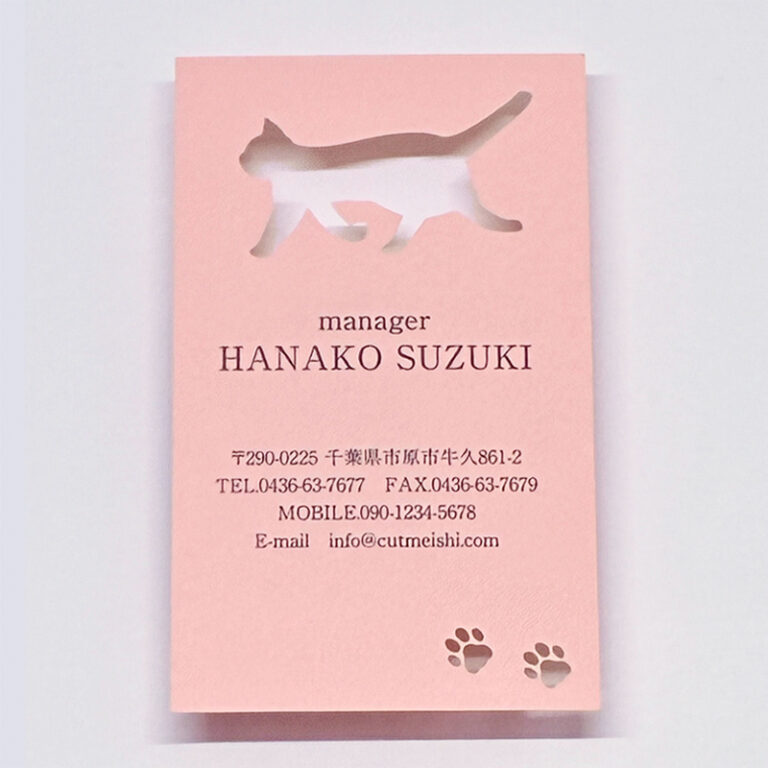 manager
HANAKO SUZUKI
〒290-0225 千葉県市原市牛久861-2
TEL.0436-63-7677 FAX.0436-63-7679
MOBILE.090-1234-5678
E-mail info@cutmeishi.com